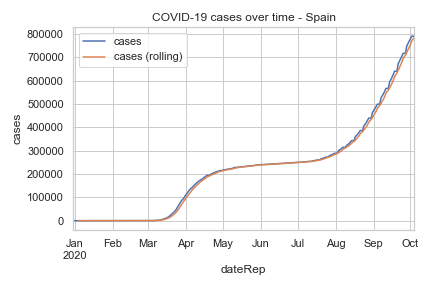 COVID-19 cases over time - Spain
cases
cases (rolling)
800000
700000
600000
500000
400000
300000
200000
100000
0
cases
Jan Feb Mar Apr May Jun Jul Aug Sep Oct
2020
dateRep